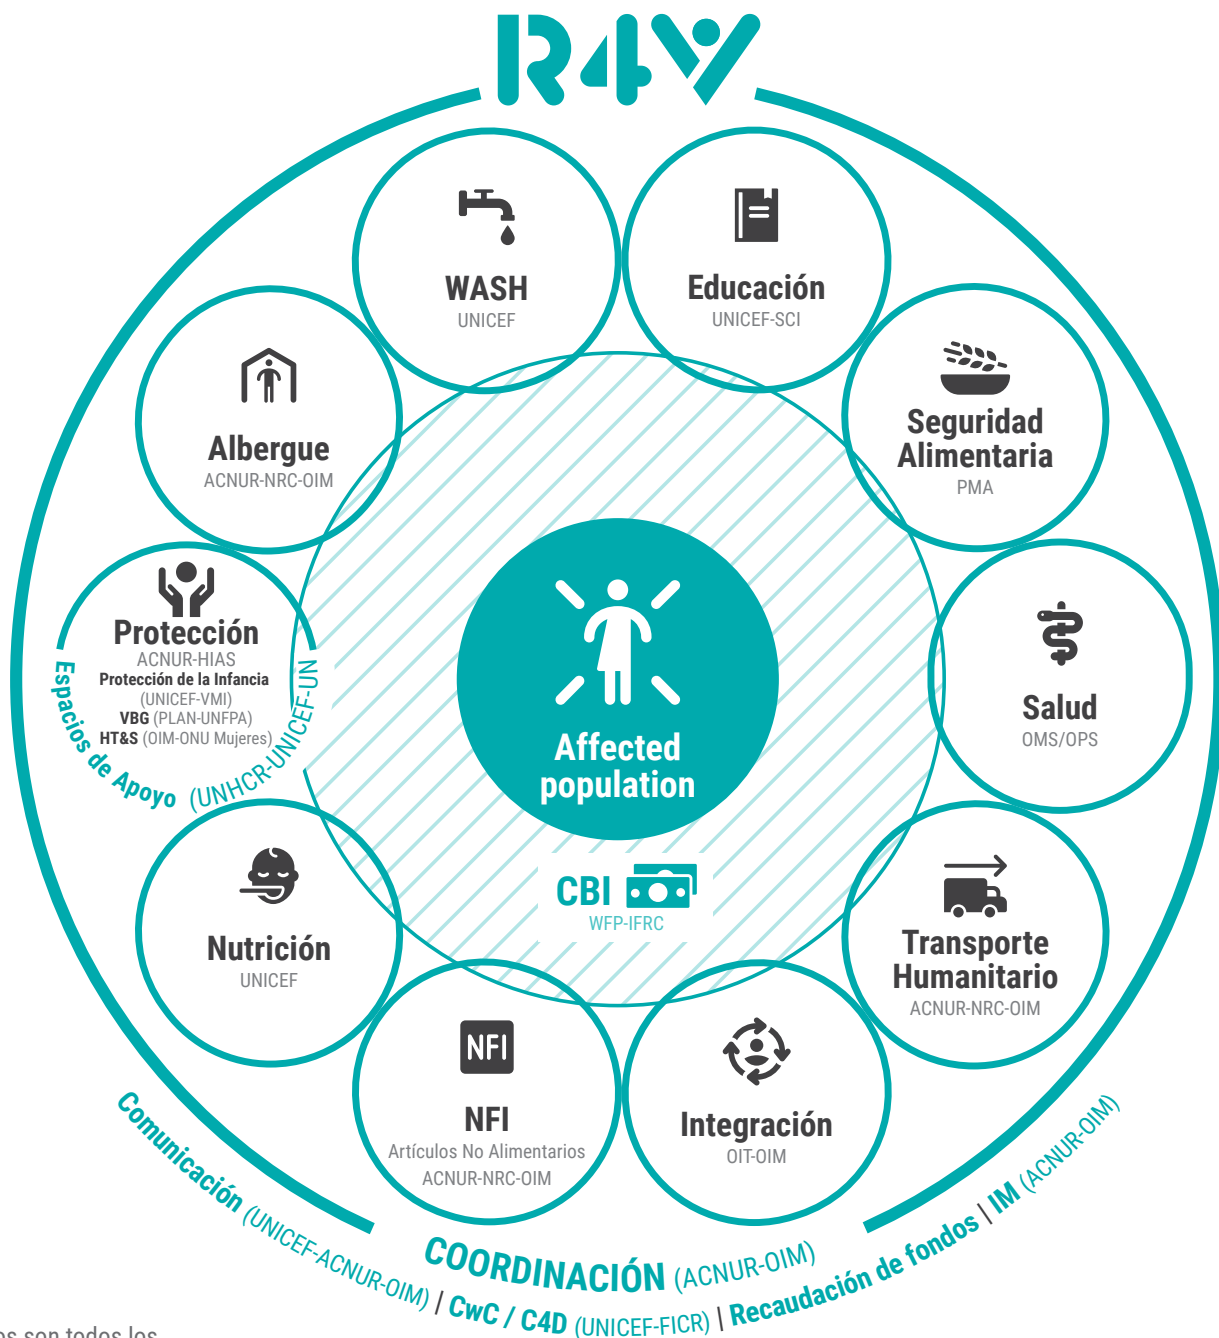 R4V
WASH
UNICEF
Educación
UNICEF-SCI
Albergue
ACNUR-NRC-OIM
Seguridad
Alimentaria
PMA
Protección
ACNUR-HIAS
Protección de la Infancia
(UNICEF-VMI)
VBG (PLAN-UNFPA)
HT&S (OIM-ONU Mujeres)
Espacios de Apoyo (UNHCR-UNICEF-UN
Affected
population
Salud
OMS/OPS
CBI
WFP-IFRC
Nutrición
UNICEF
Transporte
Humanitario
ACNUR-NRC-OIM
NFI
NFI
Artículos No Alimentarios
ACNUR-NRC-OIM
Integración
OIT-OIM
COORDINACIÓN (ACNUR-OIM)
Comunicación (UNICEF-ACNUR-OIM) | CwC / C4D (UNICEF-FICR) | Recaudación de fondos | IM (ACNUR-OIM)
son todos los